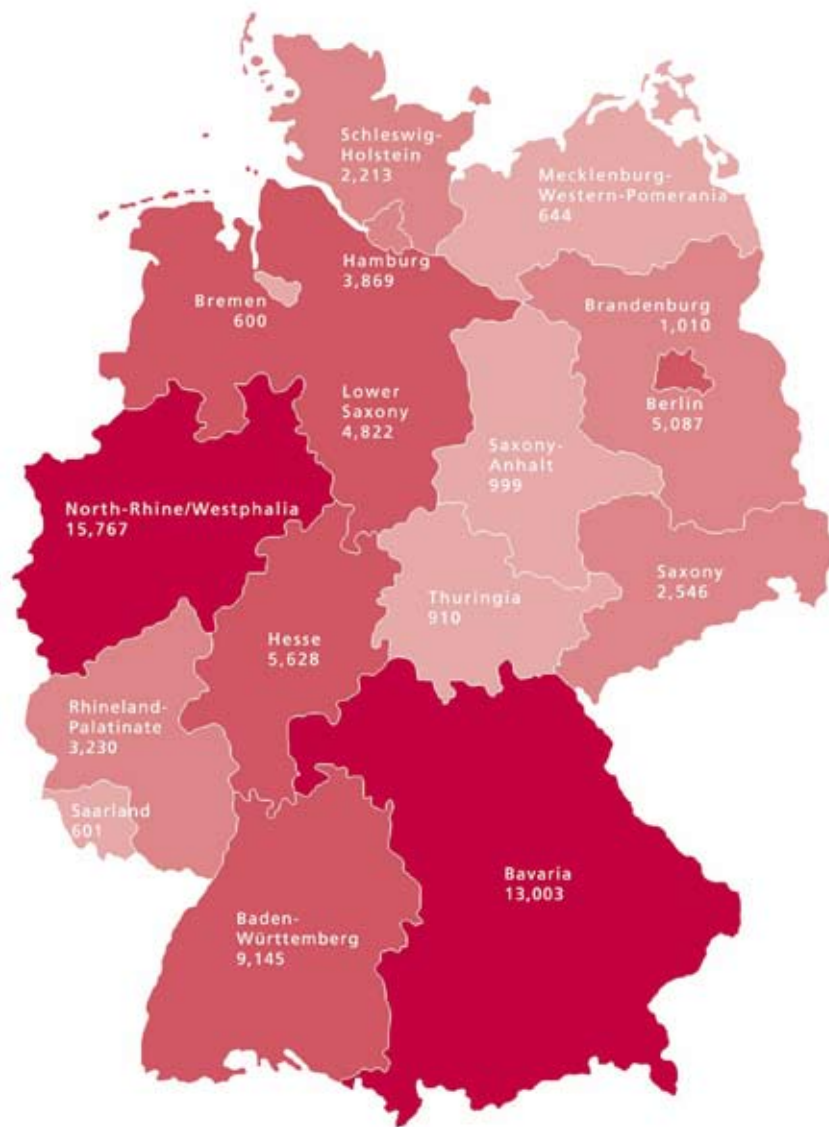 Schleswig-
Holstein
2,213
Mecklenburg-
Western-Pomerania
644
Hamburg
3,869
Bremen
600
Brandenburg
1,010
Berlin
5,087
Lower
Saxony
4,822
Saxony-
Anhalt
999
North-Rhine/Westphalia
15,767
Saxony
2,546
Thuringia
910
Hesse
5,628
Rhineland-
Palatinate
3,230
Saarland
601
Bavaria
13,003
Baden-
Württemberg
9,145